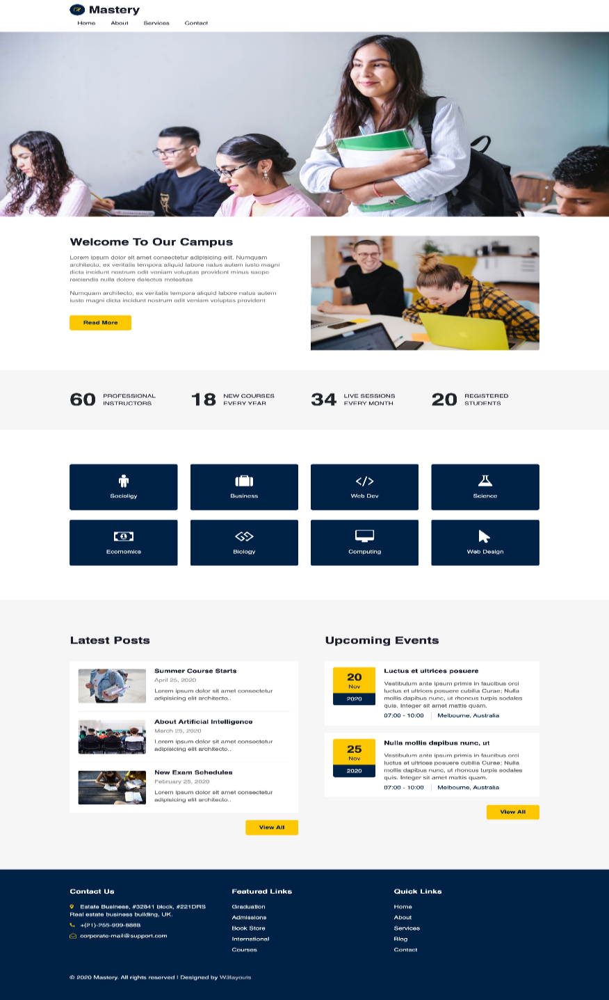 Mastery
Home About Services Contact
Welcome To Our Campus
Lorem ipsum dolor sit amet consectetur adipisicing elit. Numquam
architecto, ex veritatis tempora aliquid labore natus autem iusto magni
dicta incidunt nostrum odit veniam voluptas provident minus saepe
reiciendis nulla dolore delectus molestias
Numquam architecto, ex veritatis tempora aliquid labore natus autem
iusto magni dicta incidunt nostrum odit veniam voluptas provident
Read More
60 PROFESSIONAL
INSTRUCTORS
18 NEW COURSES
EVERY YEAR
34 LIVE SESSIONS
EVERY MONTH
20 REGISTERED
STUDENTS
Socioligy
Business
Web Dev
Science
Ecomomics
Biology
Computing
Web Design
Latest Posts
Summer Course Starts
April 25, 2020
Lorem ipsum dolor sit amet consectetur
adipisicing elit architecto..
About Artificial Intelligence
March 25, 2020
Lorem ipsum dolor sit amet consectetur
adipisicing elit architecto..
New Exam Schedules
February 25, 2020
Lorem ipsum dolor sit amet consectetur
adipisicing elit architecto..
View All
Upcoming Events
20
Nov
2020
Luctus et ultrices posuere
Vestibulum ante ipsum primis in faucibus orci
luctus et ultrices posuere cubilia Curae; Nulla
mollis dapibus nunc, ut rhoncus turpis sodales
quis. Integer sit amet mattis quam.
07:00 - 10:00 Melbourne, Australia
25
Nov
2020
Nulla mollis dapibus nunc, ut
Vestibulum ante ipsum primis in faucibus orci
luctus et ultrices posuere cubilia Curae; Nulla
mollis dapibus nunc, ut rhoncus turpis sodales
quis. Integer sit amet mattis quam.
07:00 - 10:00 Melbourne, Australia
View All
Contact Us
Estate Business, #32841 block, #221DRS
Real estate business building, UK.
+(21)-255-999-8888
corporate-mail@support.com
Featured Links
Graduation
Admissions
Book Store
International
Courses
Quick Links
Home
About
Services
Blog
Contact
© 2020 Mastery. All rights reserved | Designed by W3layouts